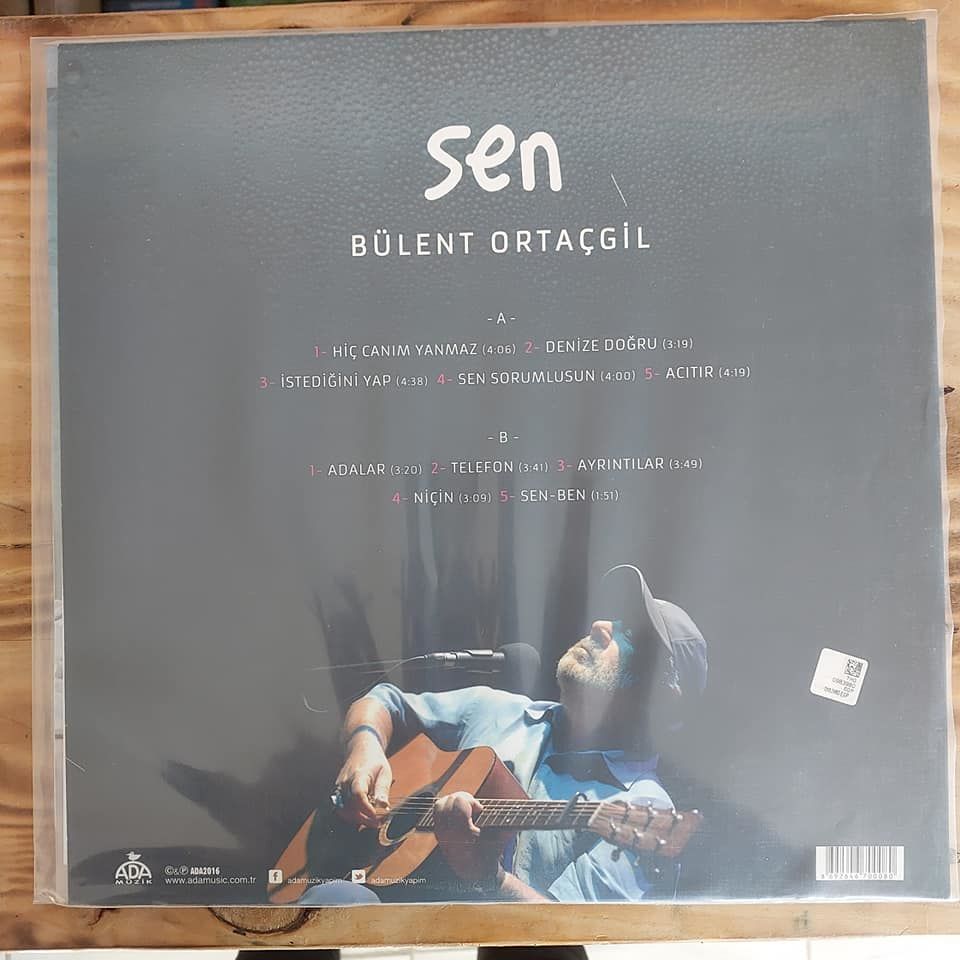 sen
BÜLENT ORTAÇGİL
- A -
1- HİÇ CANIM YANMAZ (4:06) 2- DENİZE DOĞRU (3:19)
3- İSTEDİĞİNİ YAP (4:38) 4- SEN SORUMLUSUN (4:00) 5- ACITIR (4:19)
- B -
1- ADALAR (3:20) 2- TELEFON (3:41) 3- AYRINTILAR (3:49)
4- NİÇİN (3:09) 5- SEN-BEN (1:51)
ADA
MÜZİK
©&℗ ADA2016
www.adamusic.com.tr
adamuzikyapim
adamuzikyapim
8 692646 700080